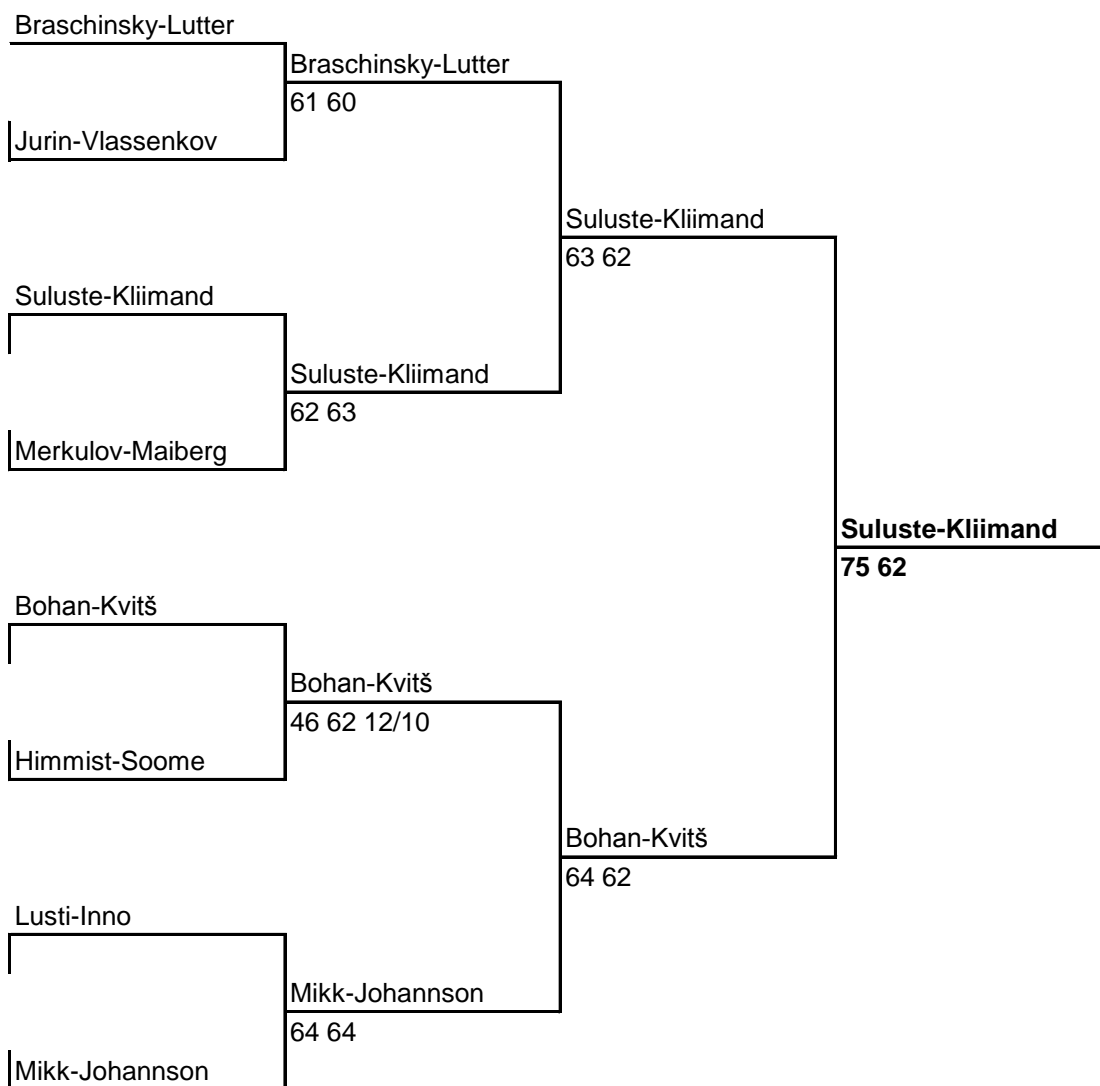 Braschinsky-Lutter
Braschinsky-Lutter
61 60
Jurin-Vlassenkov
Suluste-Kliimand
63 62
Suluste-Kliimand
Suluste-Kliimand
62 63
Merkulov-Maiberg
Suluste-Kliimand
75 62
Bohan-Kvitš
Bohan-Kvitš
46 62 12/10
Himmist-Soome
Bohan-Kvitš
64 62
Lusti-Inno
Mikk-Johannson
64 64
Mikk-Johannson